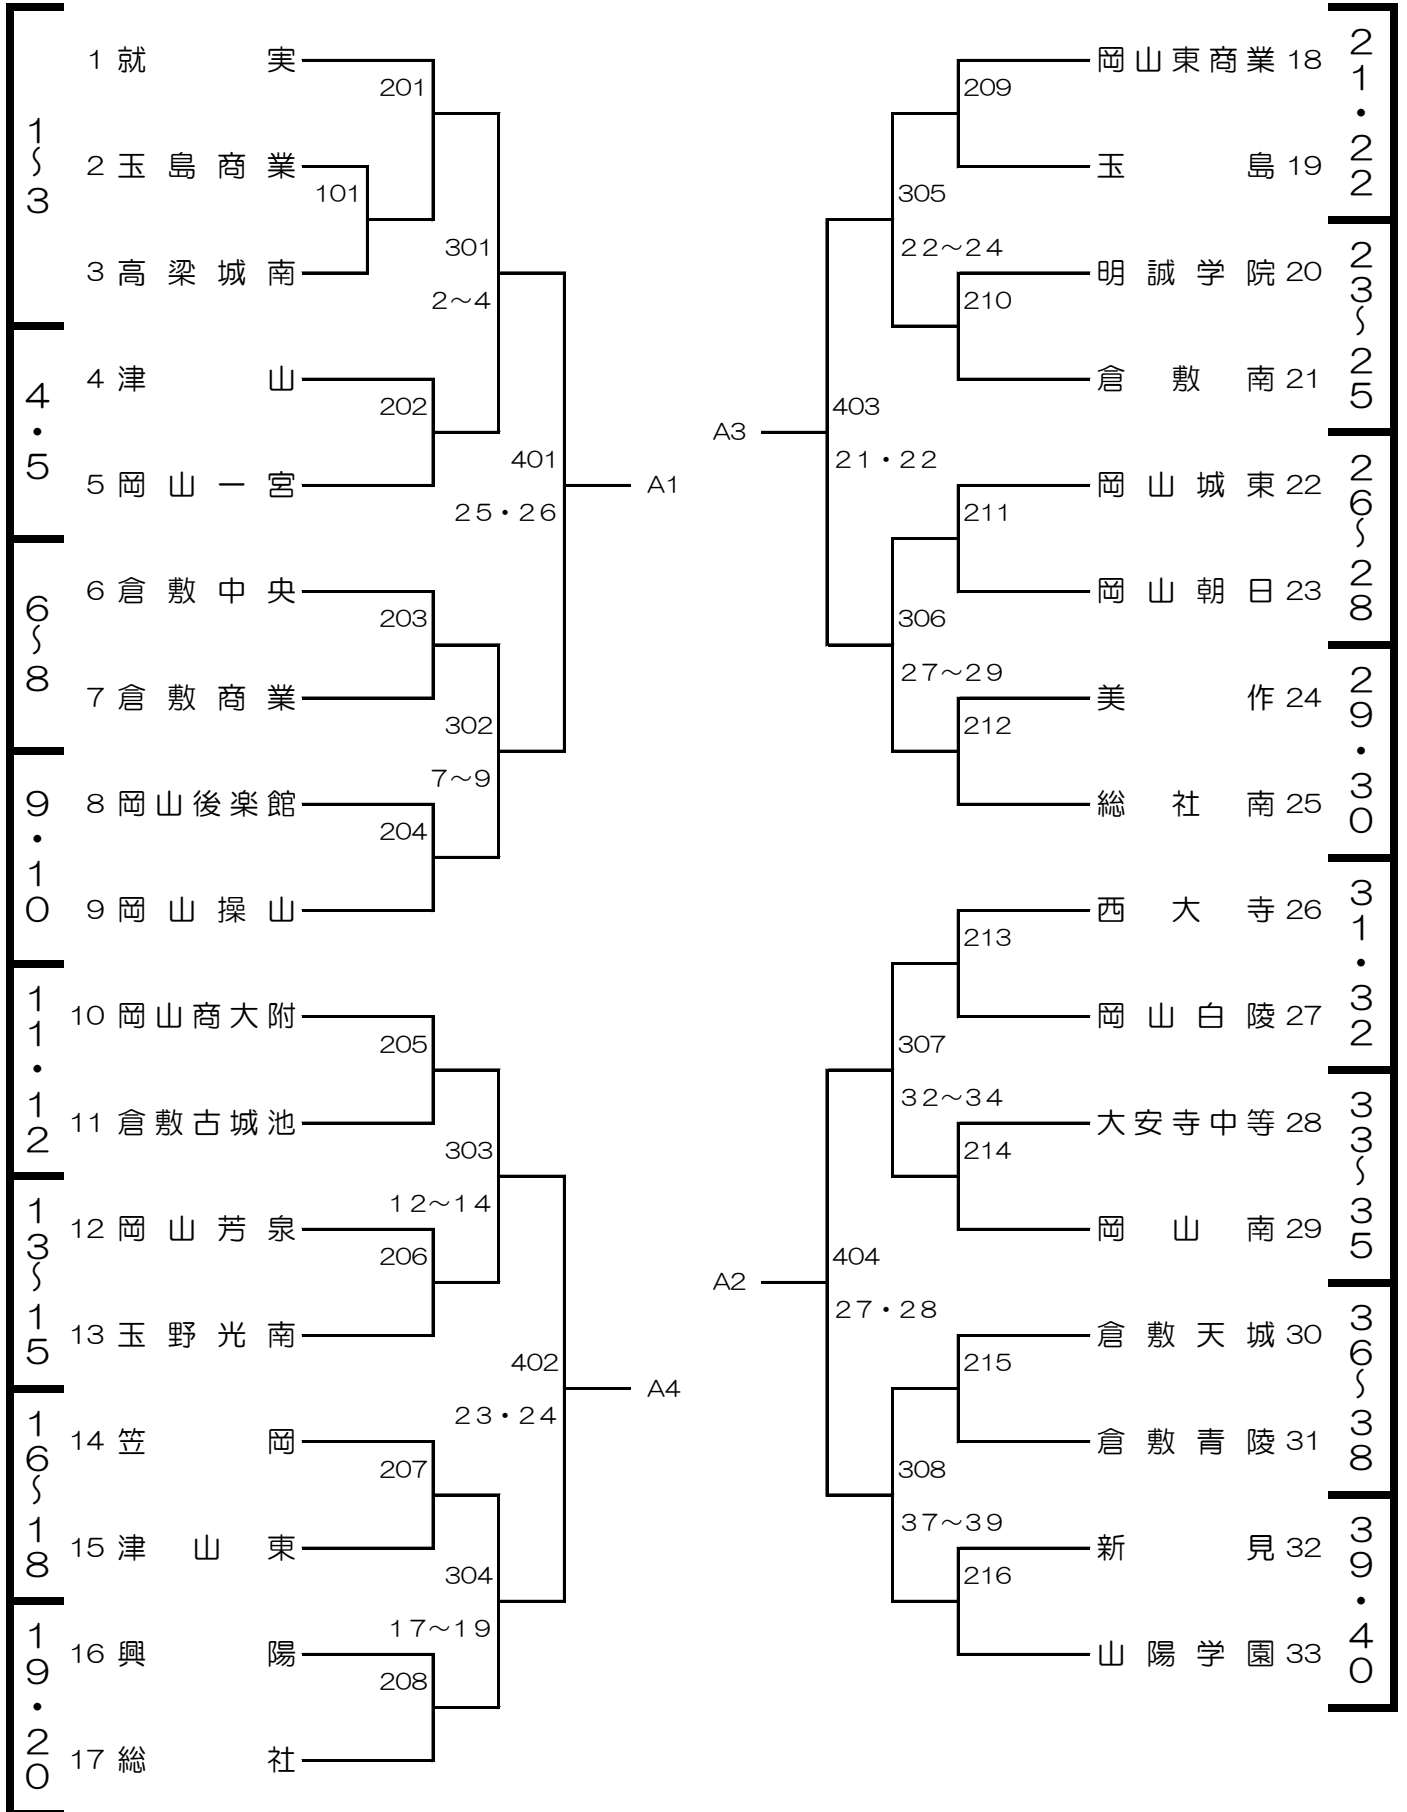 1～3
4・5
6～8
9・10
11・12
13～15
16～18
19・20
1 就実
2 玉島商業
3 高梁城南
4 津山
5 岡山一宮
6 倉敷中央
7 倉敷商業
8 岡山後楽館
9 岡山操山
10 岡山商大附
11 倉敷古城池
12 岡山芳泉
13 玉野光南
14 笠岡
15 津山東
16 興陽
17 総社
101
201
202
203
204
205
206
207
208
301
2～4
302
7～9
303
12～14
304
17～19
401
25・26
402
23・24
A1
A4
A3
A2
403
21・22
404
27・28
305
22～24
306
27～29
307
32～34
308
37～39
209
210
211
212
213
214
215
216
岡山東商業 18
玉島 19
明誠学院 20
倉敷南 21
岡山城東 22
岡山朝日 23
美作 24
総社南 25
西大寺 26
岡山白陵 27
大安寺中等 28
岡山南 29
倉敷天城 30
倉敷青陵 31
新見 32
山陽学園 33
21・22
23～25
26～28
29・30
31・32
33～35
36～38
39・40